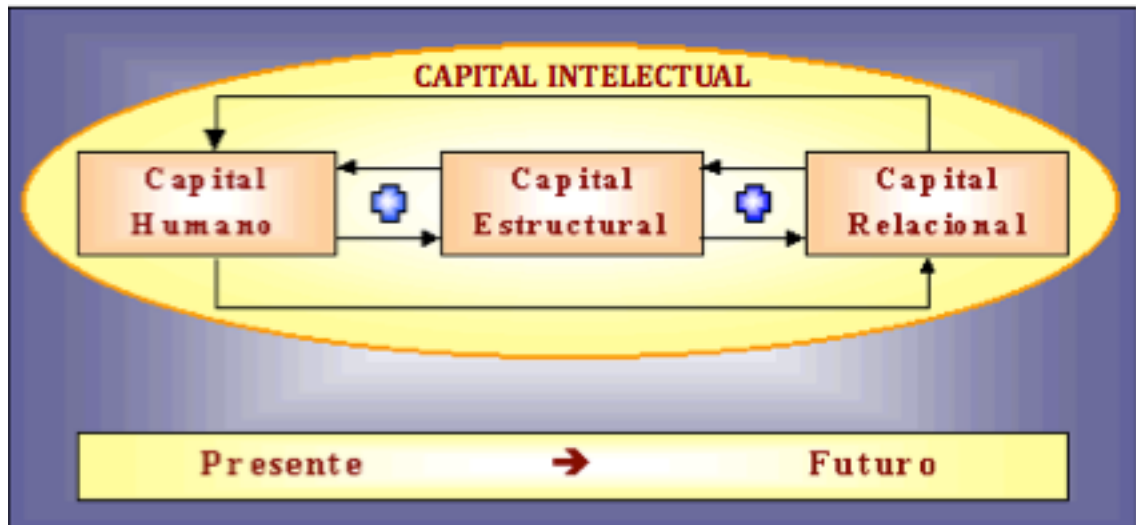 CAPITAL INTELECTUAL
Capital
Humano
Capital
Estructural
Capital
Relacional
Presente ➔ Futuro